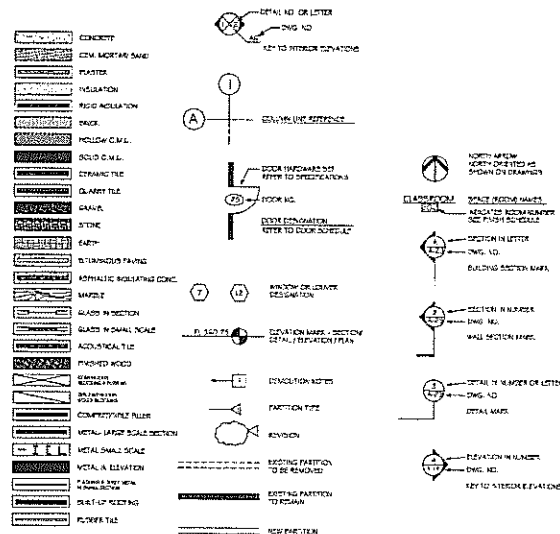 CONCRETE
CEM. MORTAR/SAND
PLASTER
INSULATION
RIGID INSULATION
BRICK
HOLLOW C.M.U.
SOLID C.M.U.
CERAMIC TILE
QUARRY TILE
GRAVEL
STONE
EARTH
BITUMINOUS PAVING
ASPHALTIC INSULATING CONC.
MARBLE
GLASS IN SECTION
GLASS IN SMALL SCALE
ACOUSTICAL TILE
FINISHED WOOD
COMPRESSIBLE FILLER
METAL- LARGE SCALE SECTION
METAL SMALL SCALE
METAL IN ELEVATION
BUILT-UP ROOFING
RUBBER TILE
DETAIL NO. OR LETTER
DWG. NO.
KEY TO INTERIOR ELEVATIONS
1
A
COLUMN LINE REFERENCE
DOOR HARDWARE SET
REFER TO SPECIFICATIONS
DOOR NO.
DOOR DESIGNATION
REFER TO DOOR SCHEDULE
WINDOW OR LOUVER
DESIGNATION
ELEVATION MARK - SECTION/
DETAIL / ELEVATION / PLAN
DEMOLITION NOTES
PARTITION TYPE
REVISION
EXISTING PARTITION
TO BE REMOVED
EXISTING PARTITION
TO REMAIN
NEW PARTITION
NORTH ARROW
NORTH ORIENTED AS
SHOWN ON DRAWINGS
CLASSROOM
SPACE (ROOM) NAMES
INDICATES ROOM NUMBER
SEE FINISH SCHEDULE
SECTION IN LETTER
DWG. NO.
BUILDING SECTION MARK
SECTION IN NUMBER
DWG. NO.
WALL SECTION MARK
DETAIL IN NUMBER OR LETTER
DWG. NO.
DETAIL MARK
ELEVATION IN NUMBER
DWG. NO.
KEY TO INTERIOR ELEVATIONS